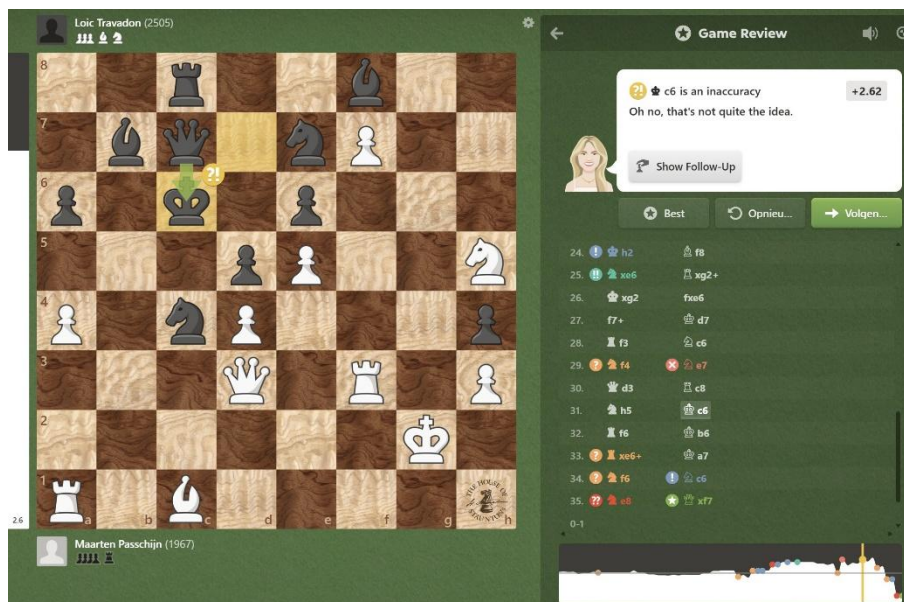 Loic Travadon (2505)
Game Review
?! c6 is an inaccuracy
+2.62
Oh no, that's not quite the idea.
Show Follow-Up
Best
Opnieu...
Volgen...
8
7
6
5
4
3
2
1
a b c d e f g h
?!
THE HOUSE OF STAUNTON
2.6
Maarten Passchijn (1967)
24. ! h2 f8
25. !! xe6 xg2+
26. xg2 fxe6
27. f7+ d7
28. f3 c6
29. ? f4 e7
30. d3 c8
31. h5 c6
32. f6 b6
33. ? xe6+ a7
34. ? f6 ! c6
35. ?? e8 xf7
0-1